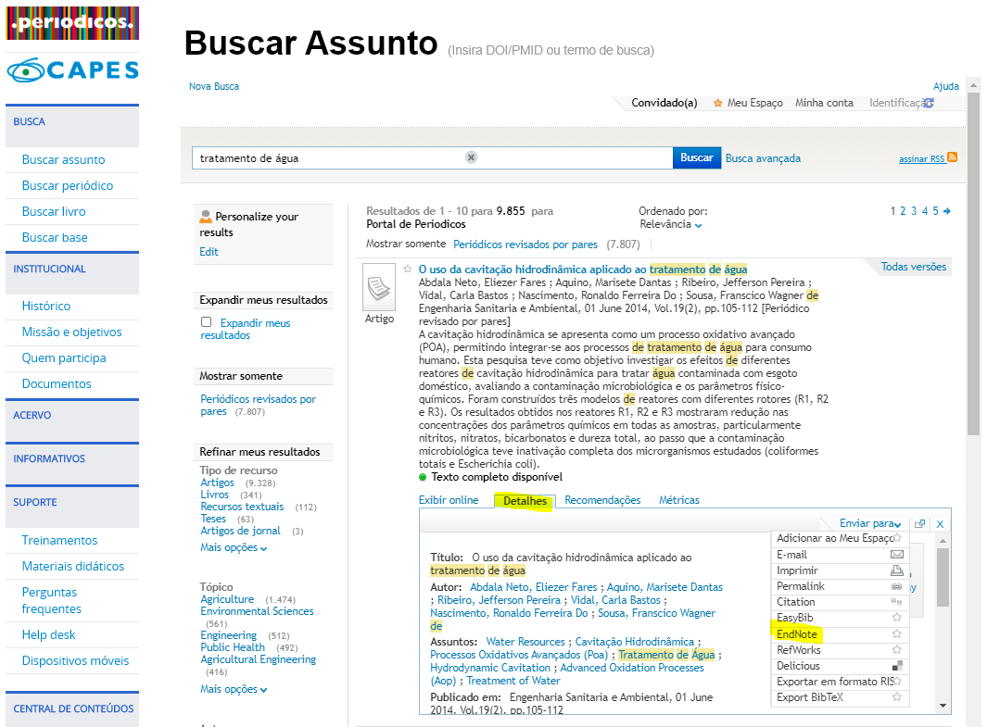 .periodicos.
CAPES
BUSCA
Buscar assunto
Buscar periódico
Buscar livro
Buscar base
INSTITUCIONAL
Histórico
Missão e objetivos
Quem participa
Documentos
ACERVO
INFORMATIVOS
SUPORTE
Treinamentos
Materiais didáticos
Perguntas
frequentes
Help desk
Dispositivos móveis
CENTRAL DE CONTEÚDOS
Buscar Assunto (Insira DOI/PMID ou termo de busca)
Nova Busca
Ajuda
Convidado(a) Meu Espaço Minha conta Identificaçã
tratamento de água
Buscar
Busca avançada
assinar RSS
Personalize your
results
Edit
Expandir meus resultados
Expandir meus
resultados
Mostrar somente
Periódicos revisados por
pares (7.807)
Refinar meus resultados
Tipo de recurso
Artigos (9.328)
Livros (341)
Recursos textuais (112)
Teses (63)
Artigos de jornal (3)
Mais opções
Tópico
Agriculture (1.474)
Environmental Sciences
(561)
Engineering (512)
Public Health (492)
Agricultural Engineering
(416)
Mais opções
Resultados de 1 - 10 para 9.855 para
Portal de Periodicos
Ordenado por:
Relevância
1 2 3 4 5
Mostrar somente Periódicos revisados por pares (7.807)
Artigo
Todas versões
O uso da cavitação hidrodinâmica aplicado ao tratamento de água
Abdala Neto, Eliezer Fares ; Aquino, Marisete Dantas ; Ribeiro, Jefferson Pereira ;
Vidal, Carla Bastos ; Nascimento, Ronaldo Ferreira Do ; Sousa, Franscico Wagner de
Engenharia Sanitaria e Ambiental, 01 June 2014, Vol.19(2), pp.105-112 [Periódico
revisado por pares]
A cavitação hidrodinâmica se apresenta como um processo oxidativo avançado
(POA), permitindo integrar-se aos processos de tratamento de água para consumo
humano. Esta pesquisa teve como objetivo investigar os efeitos de diferentes
reatores de cavitação hidrodinâmica para tratar água contaminada com esgoto
doméstico, avaliando a contaminação microbiológica e os parâmetros físico-
químicos. Foram construídos três modelos de reatores com diferentes rotores (R1, R2
e R3). Os resultados obtidos nos reatores R1, R2 e R3 mostraram redução nas
concentrações dos parâmetros químicos em todas as amostras, particularmente
nitritos, nitratos, bicarbonatos e dureza total, ao passo que a contaminação
microbiológica teve inativação completa dos microrganismos estudados (coliformes
totais e Escherichia coli).
Texto completo disponível
Exibir online Detalhes Recomendações Métricas
Enviar para
X
Título: O uso da cavitação hidrodinâmica aplicado ao
tratamento de água
Autor: Abdala Neto, Eliezer Fares ; Aquino, Marisete Dantas
; Ribeiro, Jefferson Pereira ; Vidal, Carla Bastos ;
Nascimento, Ronaldo Ferreira Do ; Sousa, Franscico Wagner
de
Assuntos: Water Resources ; Cavitação Hidrodinâmica ;
Processos Oxidativos Avançados (Poa) ; Tratamento de Água ;
Hydrodynamic Cavitation ; Advanced Oxidation Processes
(Aop) ; Treatment of Water
Publicado em: Engenharia Sanitaria e Ambiental, 01 June
2014, Vol.19(2), pp.105-112
Adicionar ao Meu Espaço
E-mail
Imprimir
Permalink
Citation
EasyBib
EndNote
RefWorks
Delicious
Exportar em formato RIS
Export BibTeX